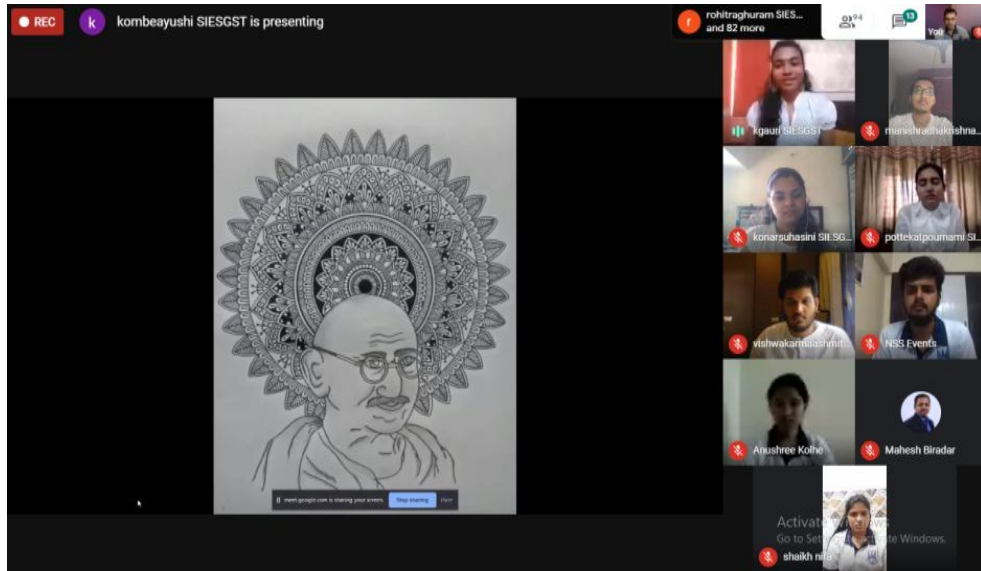 REC
k
kombeayushi SIESGST is presenting
r
rohitraghuram SIES...
and 82 more
94
13
You
kgauri SIESGST
manishradhakrishna...
konarsuhasini SIESG...
pottekatpournami SI...
vishwakarmaashmit...
NSS Events
Anushree Kolhe
Mahesh Biradar
meet.google.com is sharing your screen.
Stop sharing
Hide
Activate Windows
Go to Settings to activate Windows.
shaikh nifa